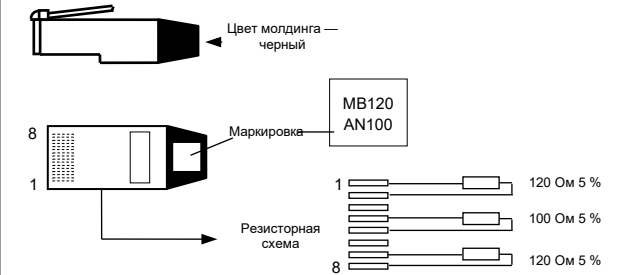 Цвет молдинга —
черный
MB120
AN100
8
Маркировка
1
1
120 Ом 5 %
100 Ом 5 %
Резисторная
схема
120 Ом 5 %
8